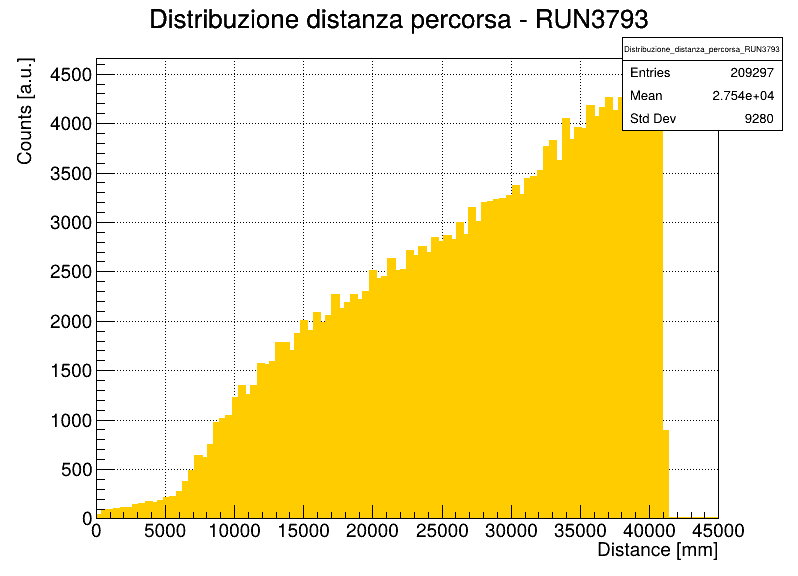 Distribuzione distanza percorsa - RUN3793
Distribuzione_distanza_percorsa_RUN3793
Entries 209297
Mean 2.754e+04
Std Dev 9280
Counts [a.u.]
4500
4000
3500
3000
2500
2000
1500
1000
500
0
0 5000 10000 15000 20000 25000 30000 35000 40000 45000
Distance [mm]